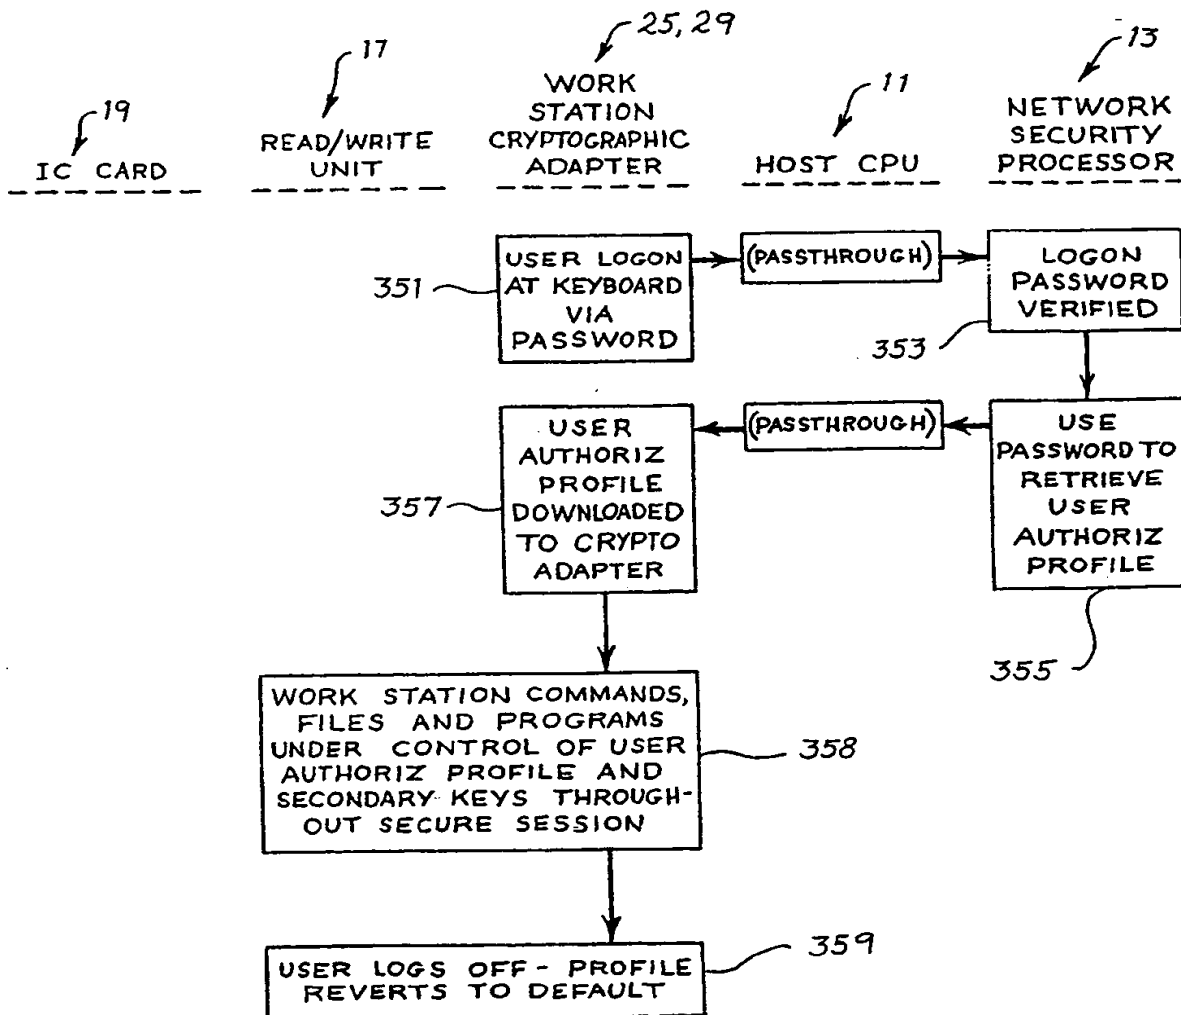 25, 29
17
13
19
11
WORK
STATION
CRYPTOGRAPHIC
ADAPTER
NETWORK
SECURITY
PROCESSOR
READ/WRITE
UNIT
IC CARD
HOST CPU
USER LOGON
AT KEYBOARD
VIA
PASSWORD
351
(PASSTHROUGH)
LOGON
PASSWORD
VERIFIED
353
USE
PASSWORD TO
RETRIEVE
USER
AUTHORIZ
PROFILE
355
(PASSTHROUGH)
USER
AUTHORIZ
PROFILE
DOWNLOADED
TO CRYPTO
ADAPTER
357
WORK STATION COMMANDS,
FILES AND PROGRAMS
UNDER CONTROL OF USER
AUTHORIZ PROFILE AND
SECONDARY KEYS THROUGH-
OUT SECURE SESSION
358
USER LOGS OFF - PROFILE
REVERTS TO DEFAULT
359